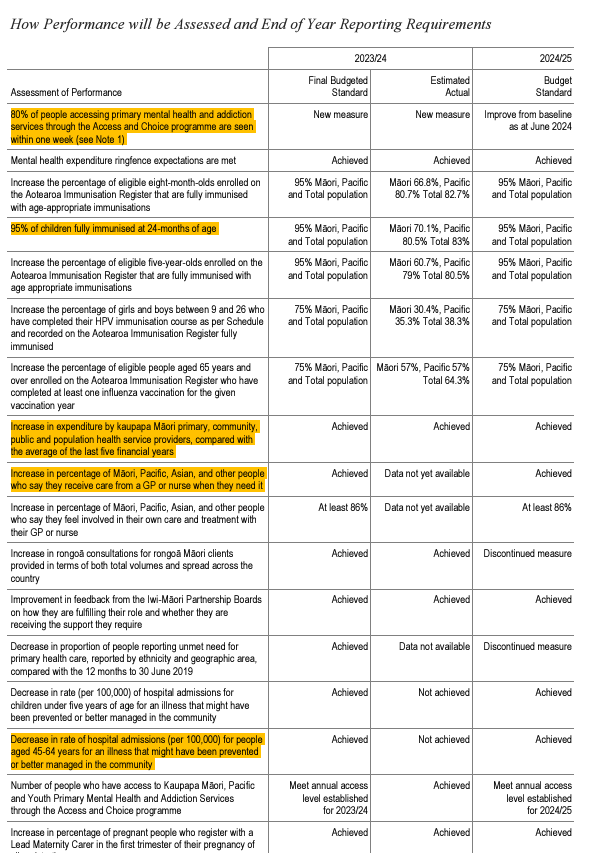 How Performance will be Assessed and End of Year Reporting Requirements
2023/24
2024/25
Assessment of Performance
Final Budgeted
Standard
Estimated
Actual
Budget
Standard
80% of people accessing primary mental health and addiction
services through the Access and Choice programme are seen
within one week (see Note 1)
New measure
New measure
Improve from baseline
as at June 2024
Mental health expenditure ringfence expectations are met
Achieved
Achieved
Achieved
Increase the percentage of eligible eight-month-olds enrolled on
the Aotearoa Immunisation Register that are fully immunised
with age-appropriate immunisations
95% Māori, Pacific
and Total population
Māori 66.8%, Pacific
80.7% Total 82.7%
95% Māori, Pacific
and Total population
95% of children fully immunised at 24-months of age
95% Māori, Pacific
and Total population
Māori 70.1%, Pacific
80.5% Total 83%
95% Māori, Pacific
and Total population
Increase the percentage of eligible five-year-olds enrolled on the
Aotearoa Immunisation Register that are fully immunised with
age appropriate immunisations
95% Māori, Pacific
and Total population
Māori 60.7%, Pacific
79% Total 80.5%
95% Māori, Pacific
and Total population
Increase the percentage of girls and boys between 9 and 26 who
have completed their HPV immunisation course as per Schedule
and recorded on the Aotearoa Immunisation Register fully
immunised
75% Māori, Pacific
and Total population
Māori 30.4%, Pacific
35.3% Total 38.3%
75% Māori, Pacific
and Total population
Increase the percentage of eligible people aged 65 years and
over enrolled on the Aotearoa Immunisation Register who have
completed at least one influenza vaccination for the given
vaccination year
75% Māori, Pacific
and Total population
Māori 57%, Pacific 57%
Total 64.3%
75% Māori, Pacific
and Total population
Increase in expenditure by kaupapa Māori primary, community,
public and population health service providers, compared with
the average of the last five financial years
Achieved
Achieved
Achieved
Increase in percentage of Māori, Pacific, Asian, and other people
who say they receive care from a GP or nurse when they need it
Achieved
Data not yet available
Achieved
Increase in percentage of Māori, Pacific, Asian, and other people
who say they feel involved in their own care and treatment with
their GP or nurse
At least 86%
Data not yet available
At least 86%
Increase in rongoā consultations for rongoā Māori clients
provided in terms of both total volumes and spread across the
country
Achieved
Achieved
Discontinued measure
Improvement in feedback from the Iwi-Māori Partnership Boards
on how they are fulfilling their role and whether they are
receiving the support they require
Achieved
Achieved
Achieved
Decrease in proportion of people reporting unmet need for
primary health care, reported by ethnicity and geographic area,
compared with the 12 months to 30 June 2019
Achieved
Data not available
Discontinued measure
Decrease in rate (per 100,000) of hospital admissions for
children under five years of age for an illness that might have
been prevented or better managed in the community
Achieved
Not achieved
Achieved
Decrease in rate of hospital admissions (per 100,000) for people
aged 45-64 years for an illness that might have been prevented
or better managed in the community
Achieved
Not achieved
Achieved
Number of people who have access to Kaupapa Māori, Pacific
and Youth Primary Mental Health and Addiction Services
through the Access and Choice programme
Meet annual access
level established
for 2023/24
Achieved
Meet annual access
level established
for 2024/25
Increase in percentage of pregnant people who register with a
Lead Maternity Carer in the first trimester of their pregnancy of
Achieved
Achieved
Achieved